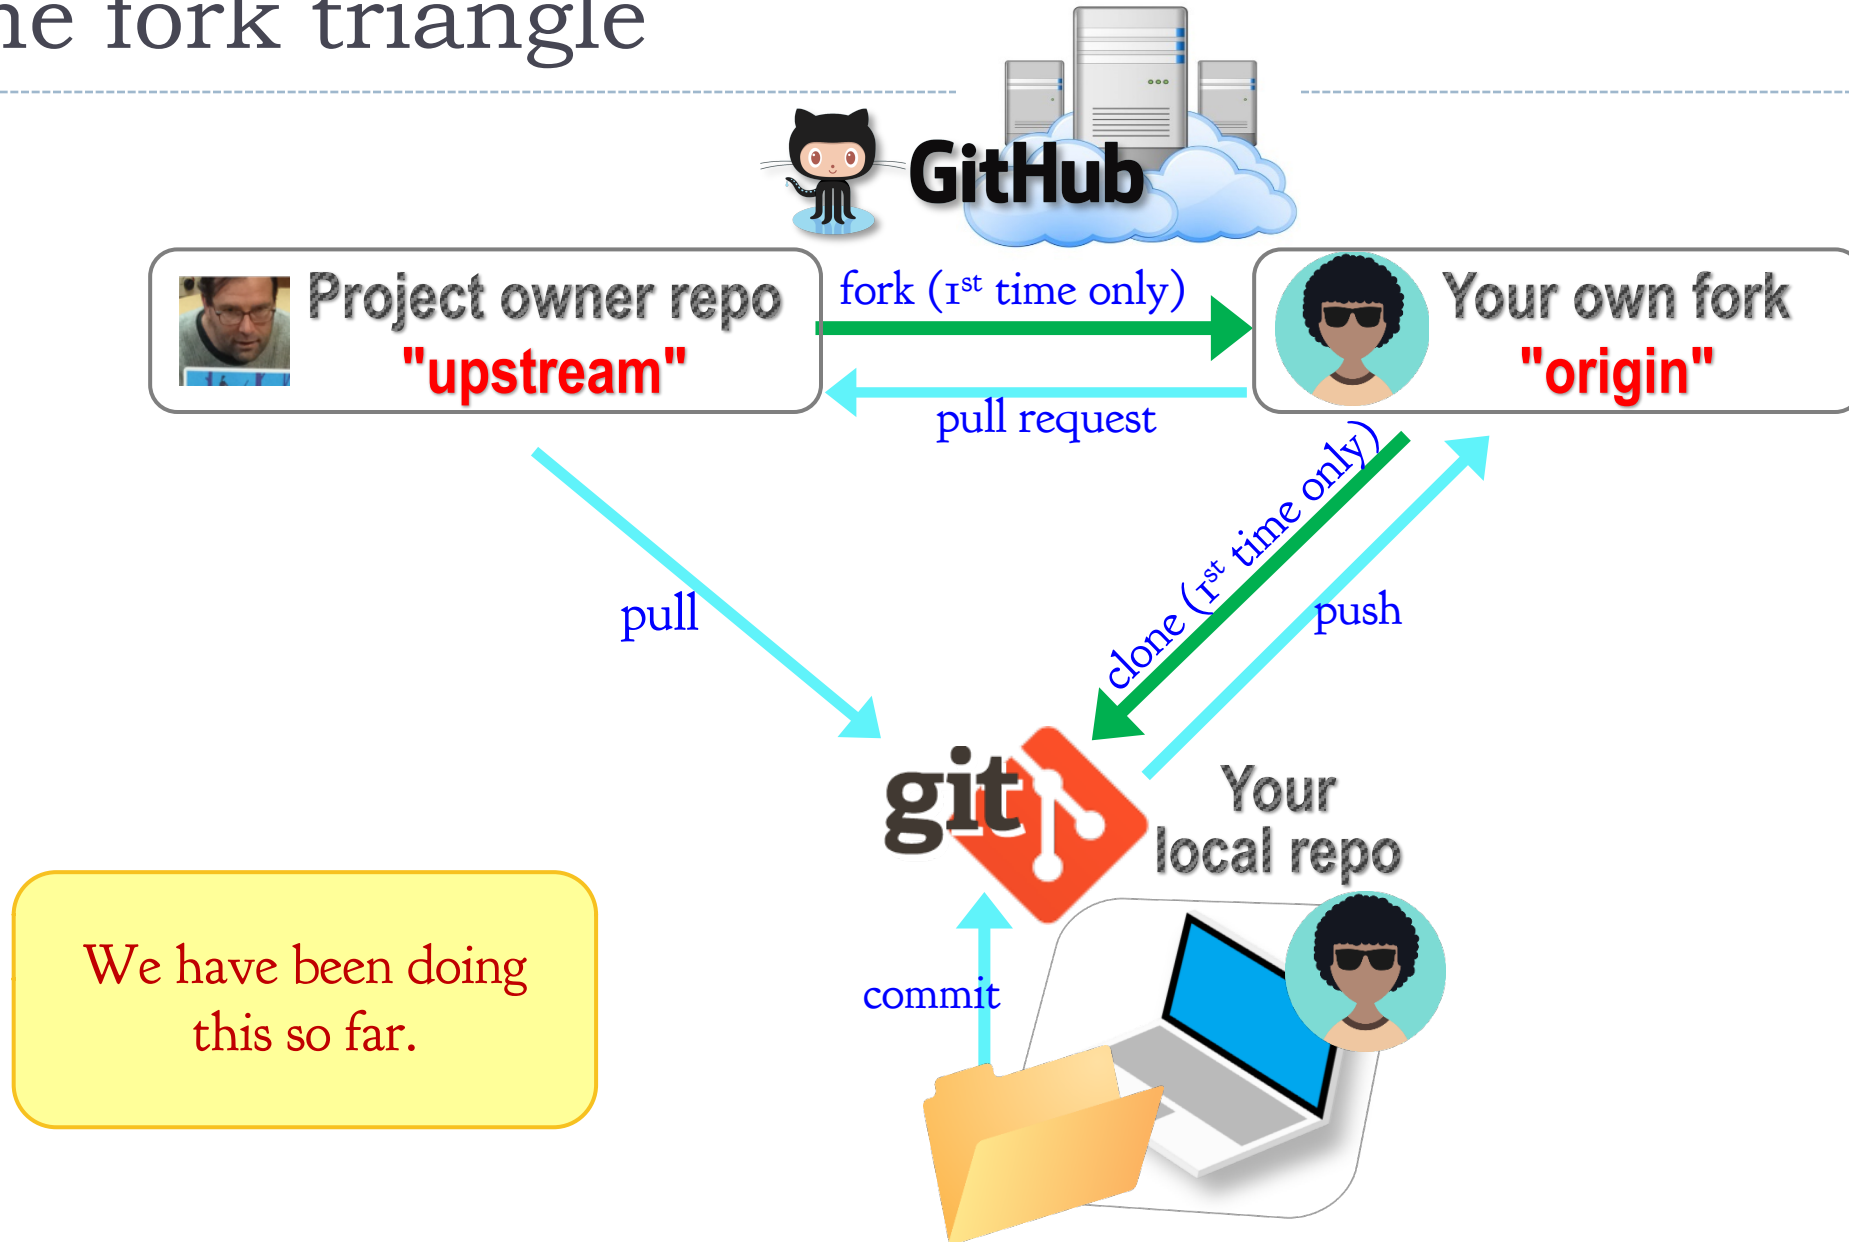 ne fork triangle
GitHub
Project owner repo
"upstream"
fork (1st time only)
Your own fork
"origin"
pull request
clone (1st time only)
pull
push
git
Your
local repo
We have been doing
this so far.
commit